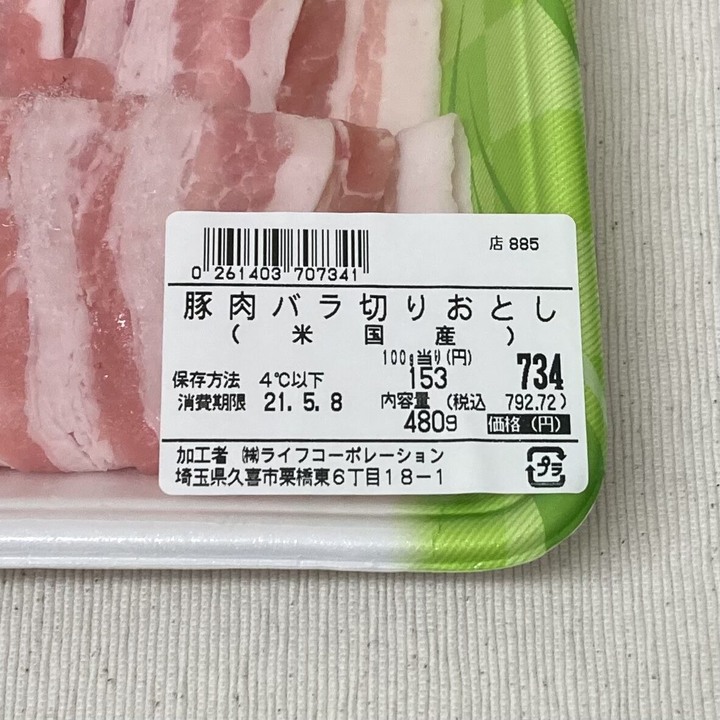 店 885
0 261403 707341
豚肉バラ切りおとし
(米国産)
100g当り(円)
153
734
保存方法 4℃以下
消費期限 21.5.8
内容量 (税込 792.72)
480g 価格(円)
加工者 ㈱ライフコーポレーション
埼玉県久喜市栗橋東6丁目18-1
プラ